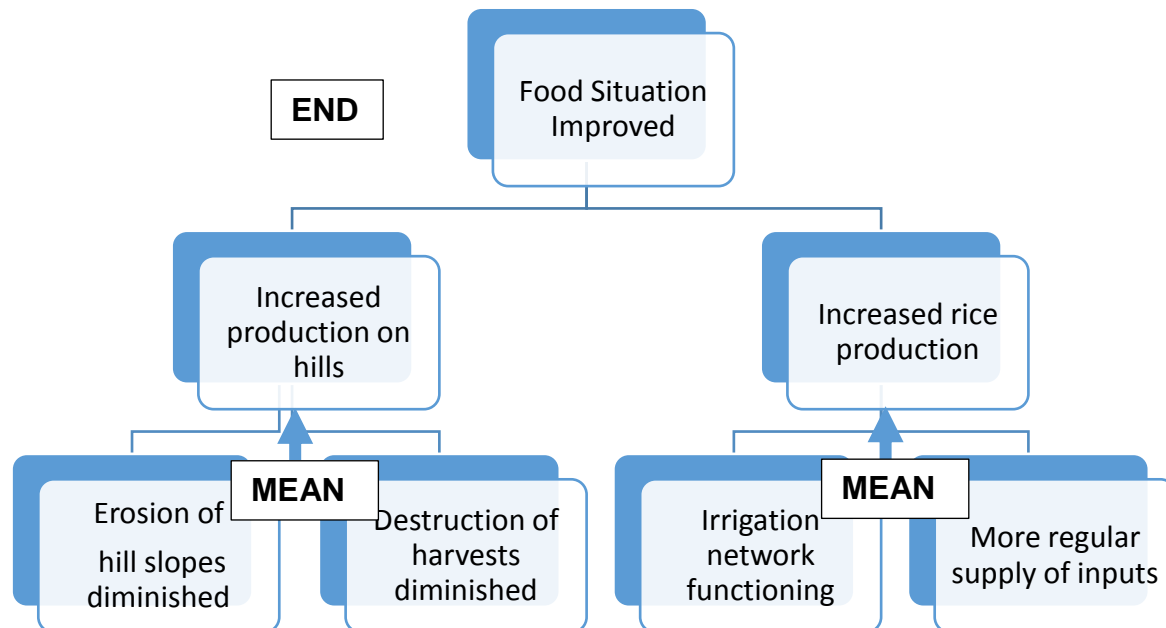 END
Food Situation
Improved
Increased
production on
hills
Increased rice
production
MEAN
MEAN
Erosion of
hill slopes
diminished
Destruction of
harvests
diminished
Irrigation
network
functioning
More regular
supply of inputs